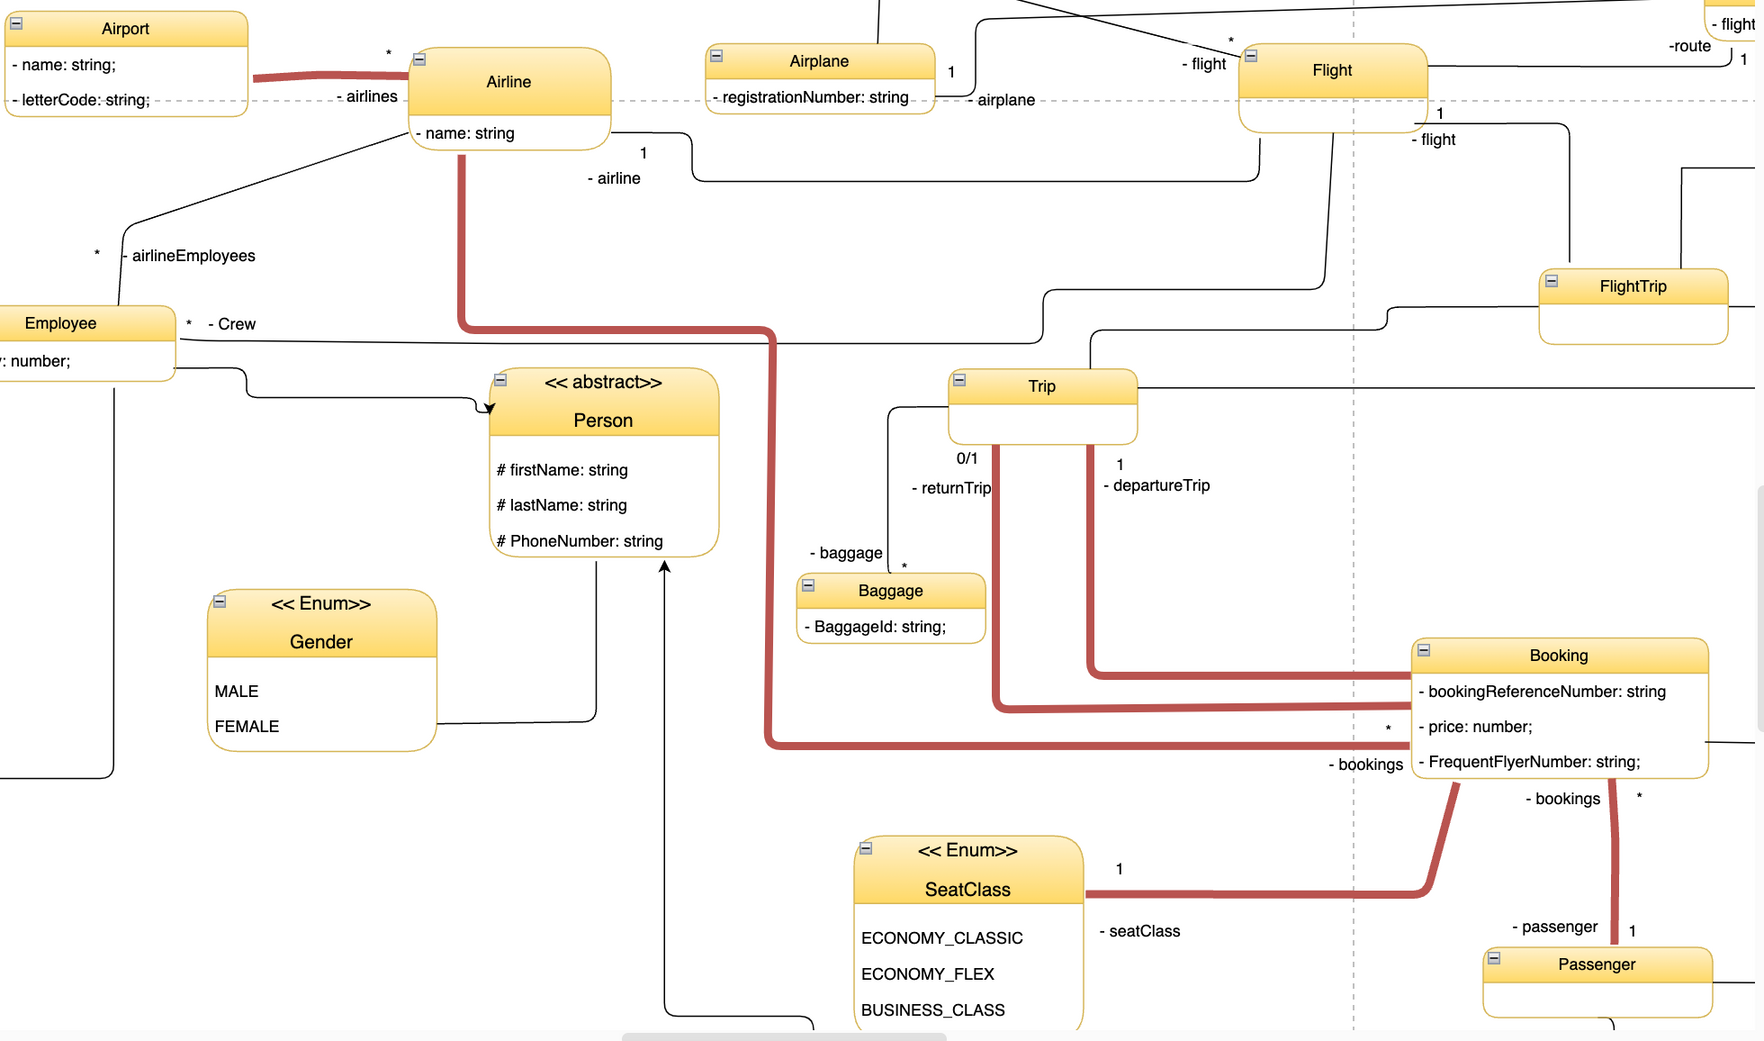 Airport
- name: string;
- letterCode: string;
*
- airlines
Airline
- name: string
1
- airline
Airplane
- registrationNumber: string
1
- airplane
*
- flight
Flight
1
- flight
-route
1
- flight
*
- airlineEmployees
Employee
: number;
*
- Crew
FlightTrip
<< abstract>>
Person
# firstName: string
# lastName: string
# PhoneNumber: string
Trip
0/1
- returnTrip
1
- departureTrip
- baggage
*
Baggage
- BaggageId: string;
<< Enum>>
Gender
MALE
FEMALE
Booking
- bookingReferenceNumber: string
- price: number;
- FrequentFlyerNumber: string;
*
- bookings
- bookings
*
<< Enum>>
SeatClass
ECONOMY_CLASSIC
ECONOMY_FLEX
BUSINESS_CLASS
1
- seatClass
- passenger
1
Passenger